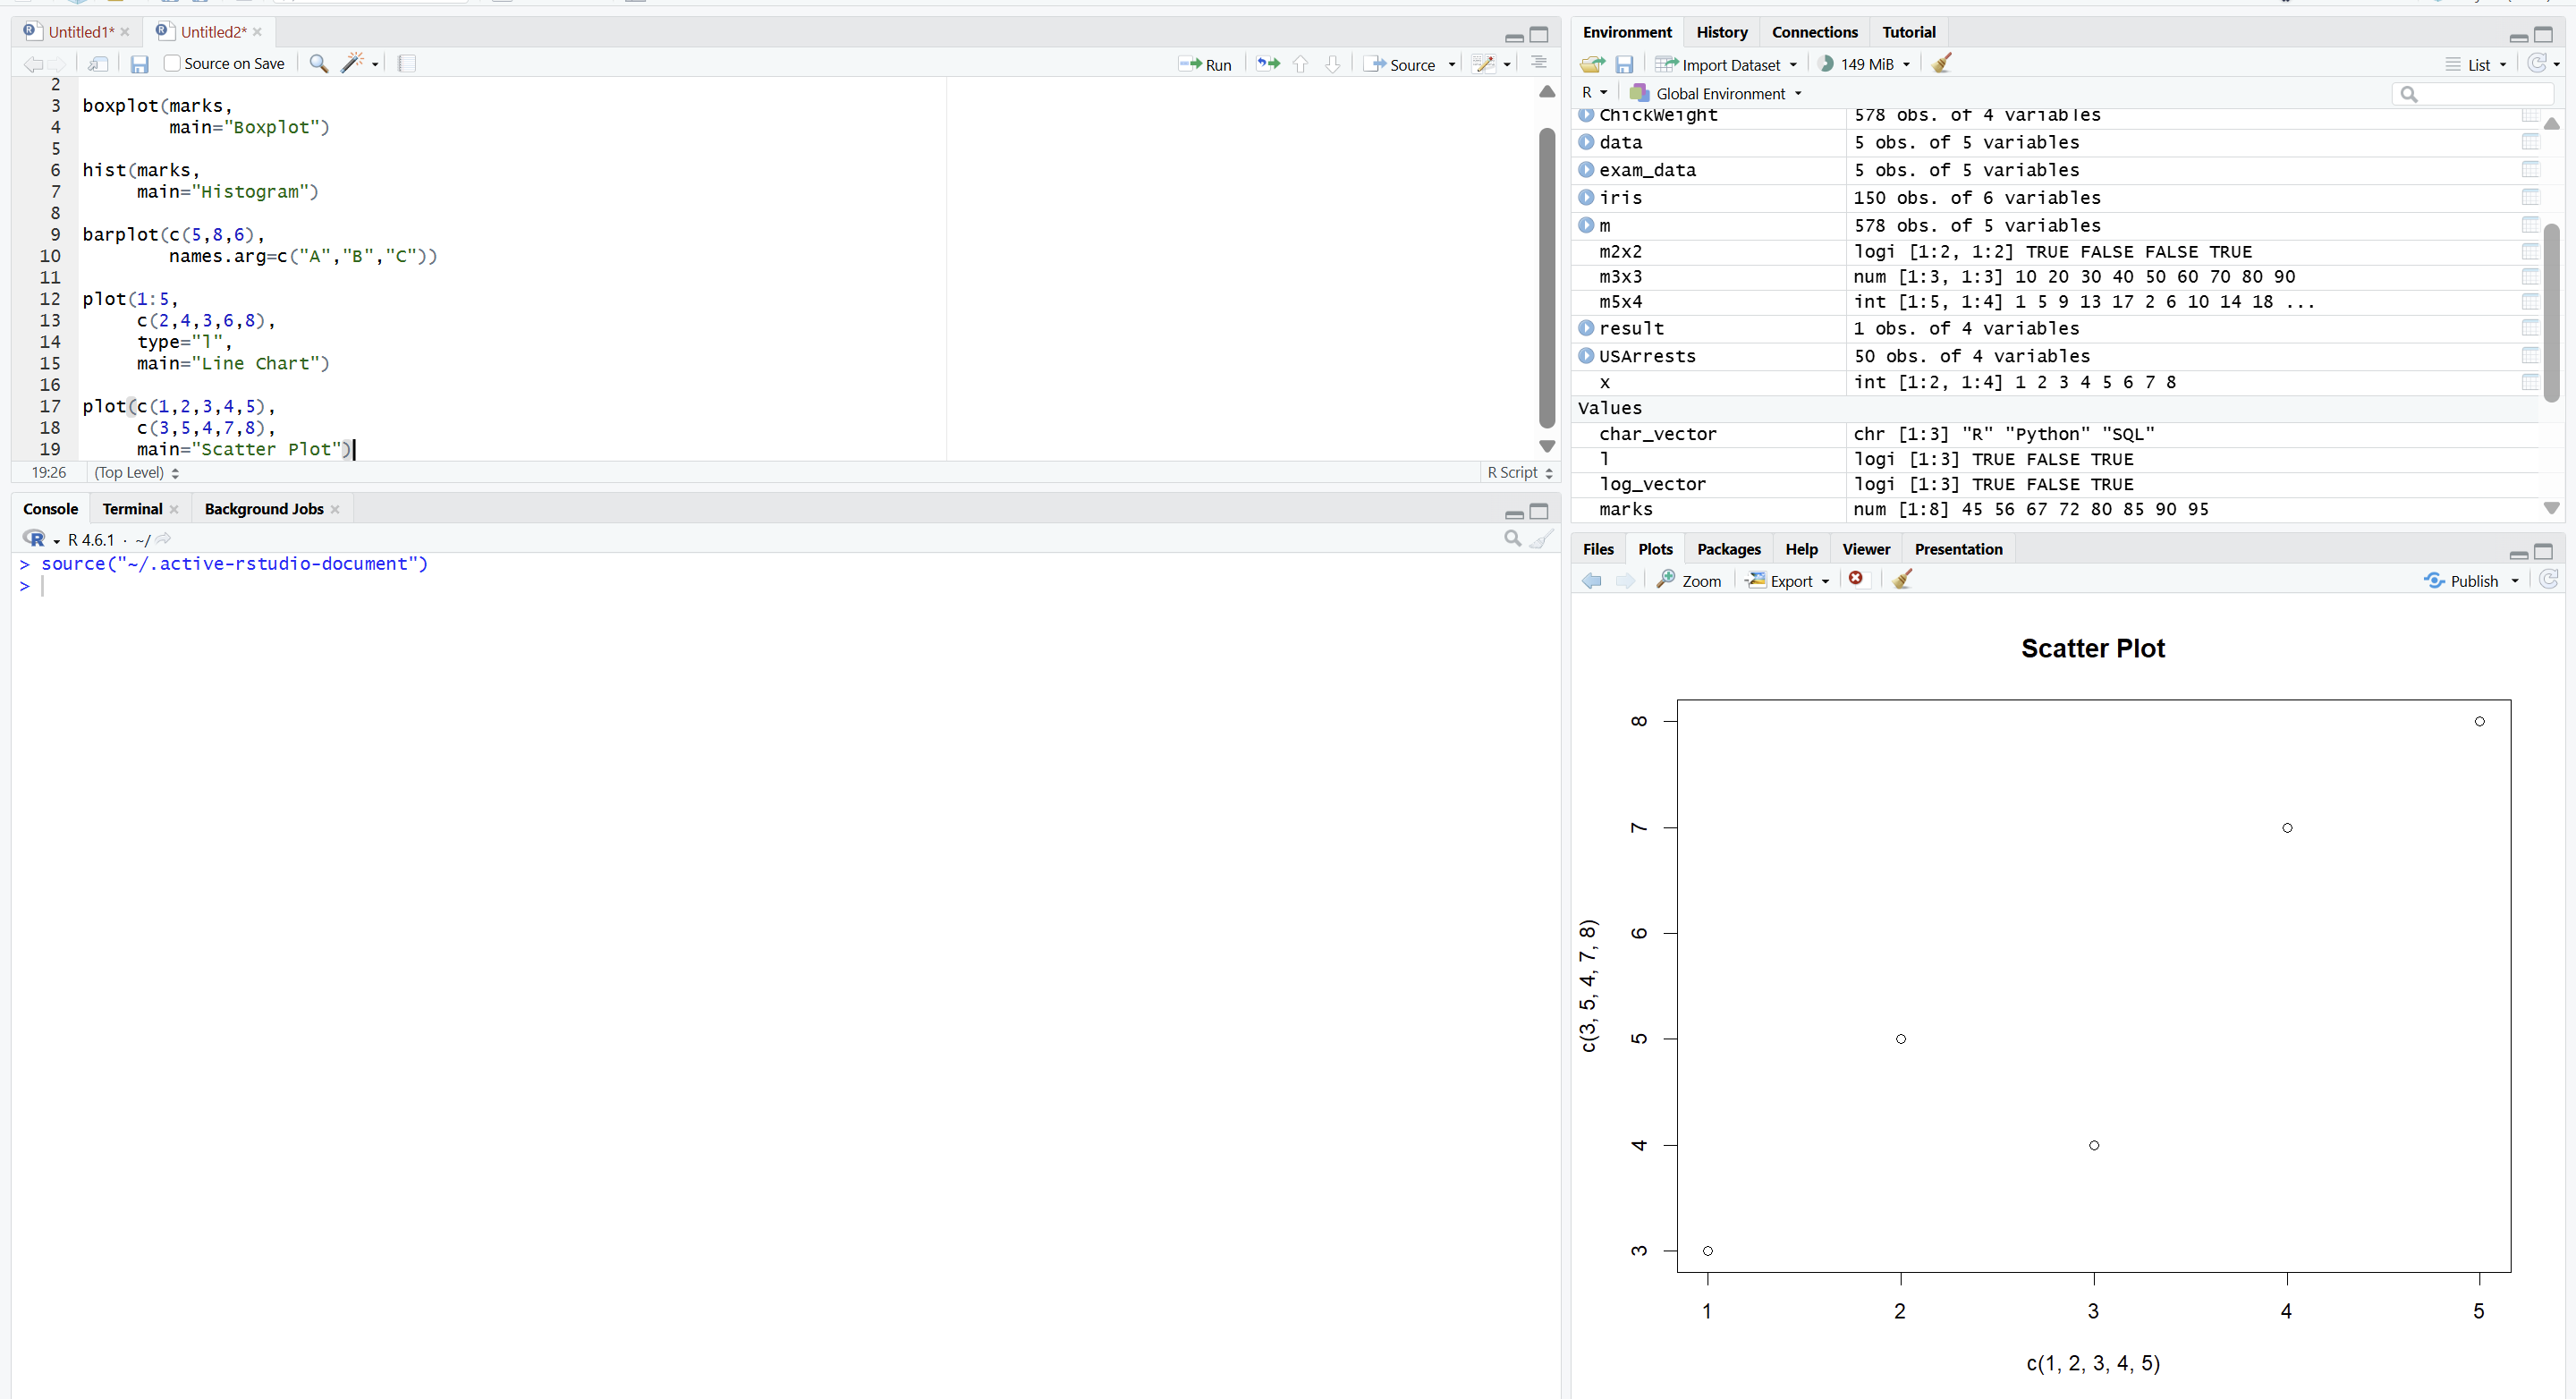 Untitled1*
Untitled2*
Source on Save
Run
Source
2
3 boxplot(marks,
4 main="Boxplot")
5
6 hist(marks,
7 main="Histogram")
8
9 barplot(c(5,8,6),
10 names.arg=c("A","B","C"))
11
12 plot(1:5,
13 c(2,4,3,6,8),
14 type="l",
15 main="Line Chart")
16
17 plot(c(1,2,3,4,5),
18 c(3,5,4,7,8),
19 main="Scatter Plot")
19:26 (Top Level) R Script
Console Terminal Background Jobs
R 4.6.1 · ~/
> source("~/.active-rstudio-document")
>
Environment History Connections Tutorial
Import Dataset 149 MiB List
R Global Environment
ChickWeight 578 obs. of 4 variables
data 5 obs. of 5 variables
exam_data 5 obs. of 5 variables
iris 150 obs. of 6 variables
m 578 obs. of 5 variables
m2x2 logi [1:2, 1:2] TRUE FALSE FALSE TRUE
m3x3 num [1:3, 1:3] 10 20 30 40 50 60 70 80 90
m5x4 int [1:5, 1:4] 1 5 9 13 17 2 6 10 14 18 ...
result 1 obs. of 4 variables
USArrests 50 obs. of 4 variables
x int [1:2, 1:4] 1 2 3 4 5 6 7 8
Values
char_vector chr [1:3] "R" "Python" "SQL"
l logi [1:3] TRUE FALSE TRUE
log_vector logi [1:3] TRUE FALSE TRUE
marks num [1:8] 45 56 67 72 80 85 90 95
Files Plots Packages Help Viewer Presentation
Zoom Export Publish
Scatter Plot
8
7
6
5
4
3
c(3, 5, 4, 7, 8)
1 2 3 4 5
c(1, 2, 3, 4, 5)